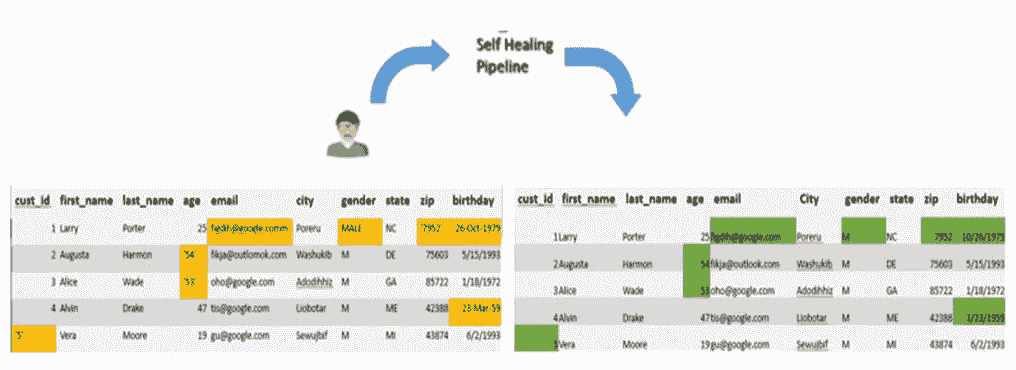 Self Healing
Pipeline
cust_id first_name last_name age email city gender state zip birthday
1 Larry Porter 25 figdih@google.comm Poreru MALE NC '7952' 26-Oct-1979
2 Augusta Harmon '54' fikja@outlomok.com Washukib M DE 75603 5/15/1993
3 Alice Wade '53' oho@google.com Adodihhiz M GA 85722 1/18/1972
4 Alvin Drake 47 tis@google.com Liobotar M ME 42388 -Mar-59
'5' Vera Moore 19 gu@google.com Sewujbif M MI 43874 6/2/1993
cust_id first_name last_name age email City gender state zip birthday
1 Larry Porter 25 @google.com Poreru M NC 7952 10/26/1979
2 Augusta Harmon 54 fikja@outlook.com Washukib M DE 75603 5/15/1993
3 Alice Wade 53 oho@google.com Adodihhiz M GA 85722 1/18/1972
4 Alvin Drake 47 tis@google.com Liobotar M ME 42388 /23/1959
5 Vera Moore 19 gu@google.com Sewujbif M MI 43874 6/2/1993